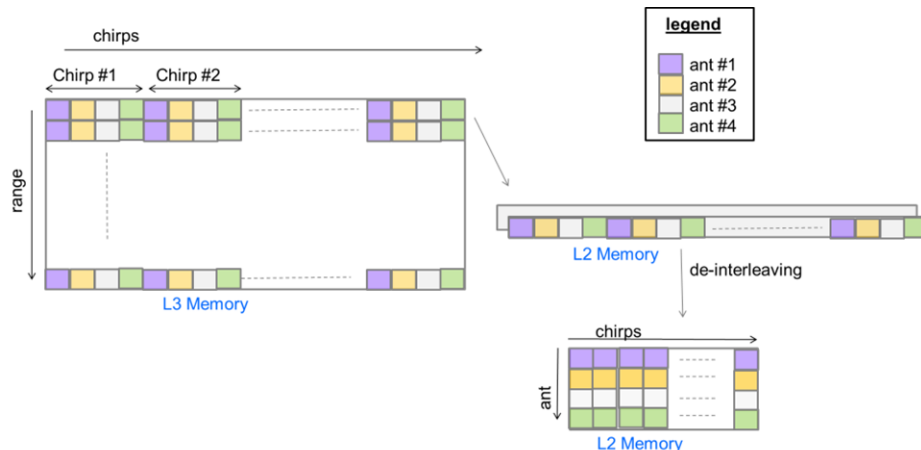 chirps
Chirp #1
Chirp #2
range
L3 Memory
legend
ant #1
ant #2
ant #3
ant #4
L2 Memory
de-interleaving
chirps
ant
L2 Memory